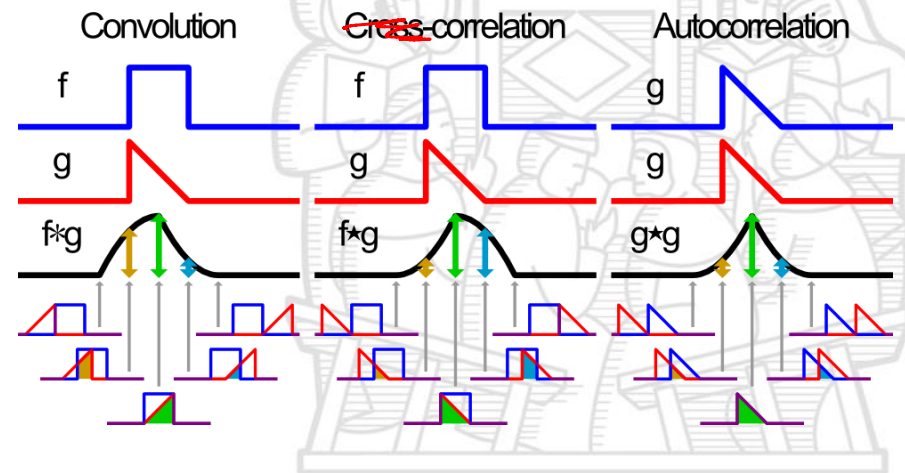 Convolution
Cross-correlation
Autocorrelation
f
f
g
g
g
g
f∗g
f★g
g★g